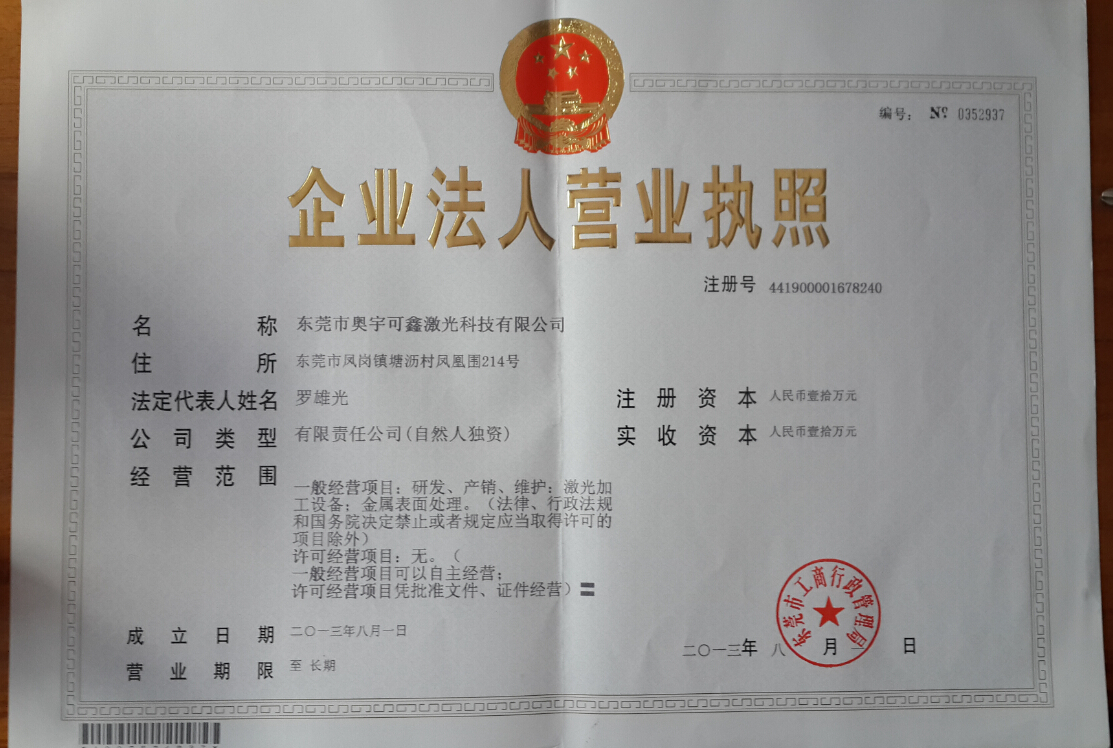 编号： Nº 0352937
企业法人营业执照
注册号 441900001678240
名称 东莞市奥宇可鑫激光科技有限公司
住所 东莞市凤岗镇塘沥村凤凰围214号
法定代表人姓名 罗雄光
注册资本 人民币壹拾万元
公司类型 有限责任公司(自然人独资)
实收资本 人民币壹拾万元
经营范围
一般经营项目：研发、产销、维护：激光加
工设备；金属表面处理。（法律、行政法规
和国务院决定禁止或者规定应当取得许可的
项目除外）
许可经营项目：无。（
一般经营项目可以自主经营；
许可经营项目凭批准文件、证件经营）〓
成立日期 二〇一三年八月一日
营业期限 至 长期
东莞市工商行政管理局
二〇一三年 八 月 一 日